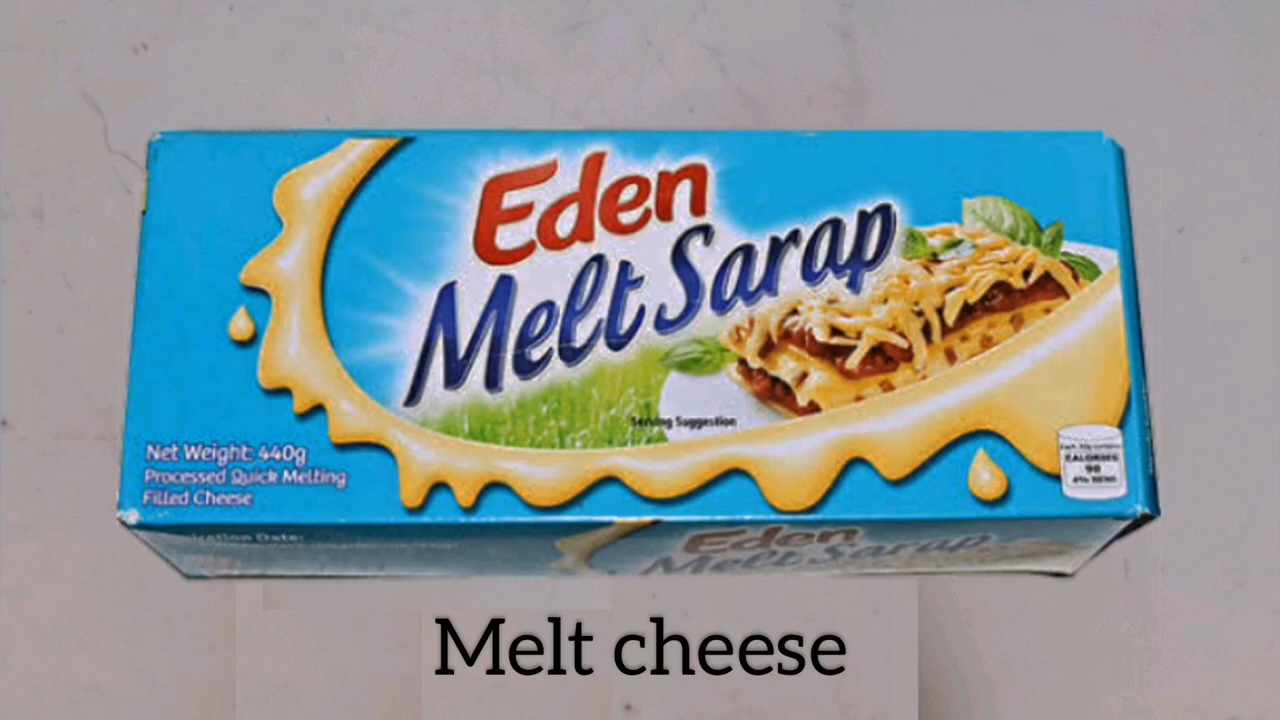 Eden
Melt Sarap
Serving Suggestion
Net Weight: 440g
Processed Quick Melting
Filled Cheese
CALORIES
98
Eden
Melt Sarap
Melt cheese